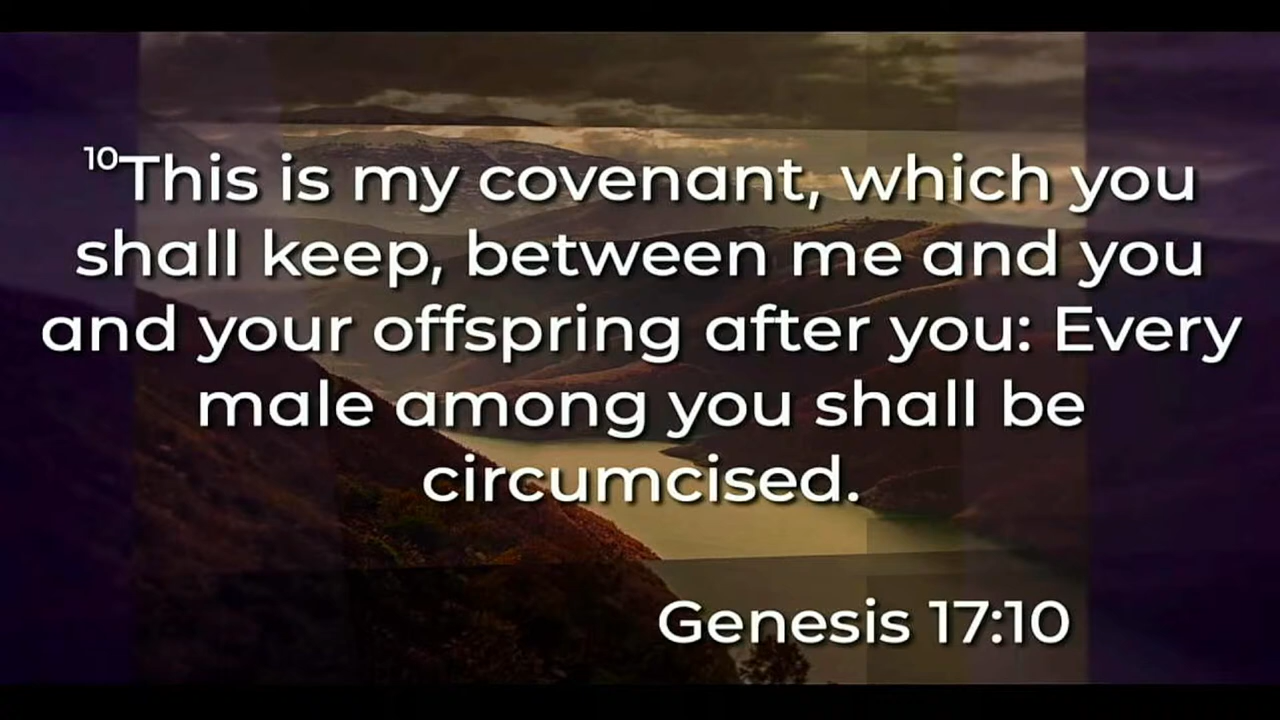 ¹⁰This is my covenant, which you
shall keep, between me and you
and your offspring after you: Every
male among you shall be
circumcised.
Genesis 17:10